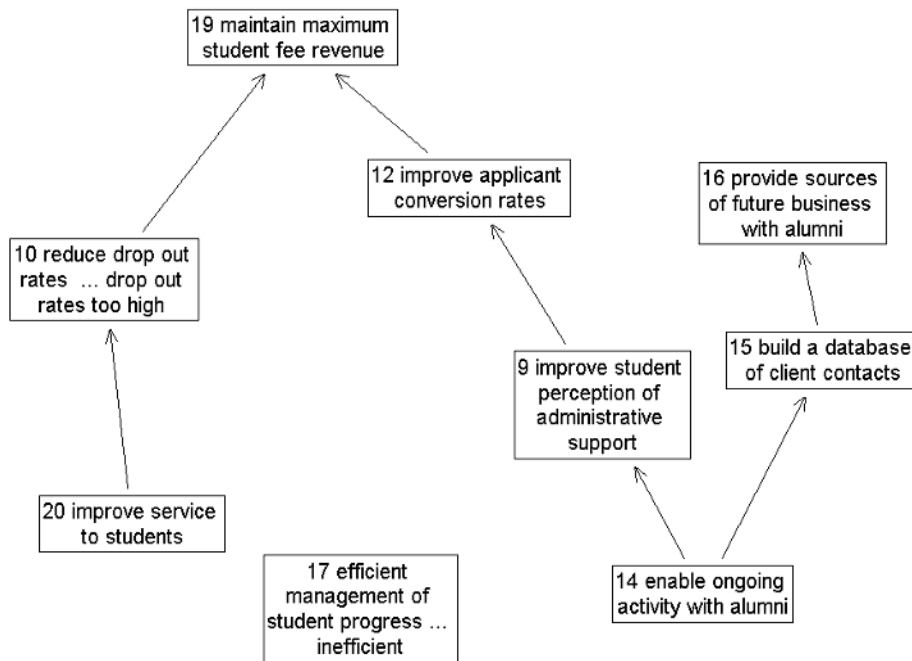 19 maintain maximum
student fee revenue
12 improve applicant
conversion rates
16 provide sources
of future business
with alumni
10 reduce drop out
rates ... drop out
rates too high
15 build a database
of client contacts
9 improve student
perception of
administrative
support
20 improve service
to students
17 efficient
management of
student progress ...
inefficient
14 enable ongoing
activity with alumni